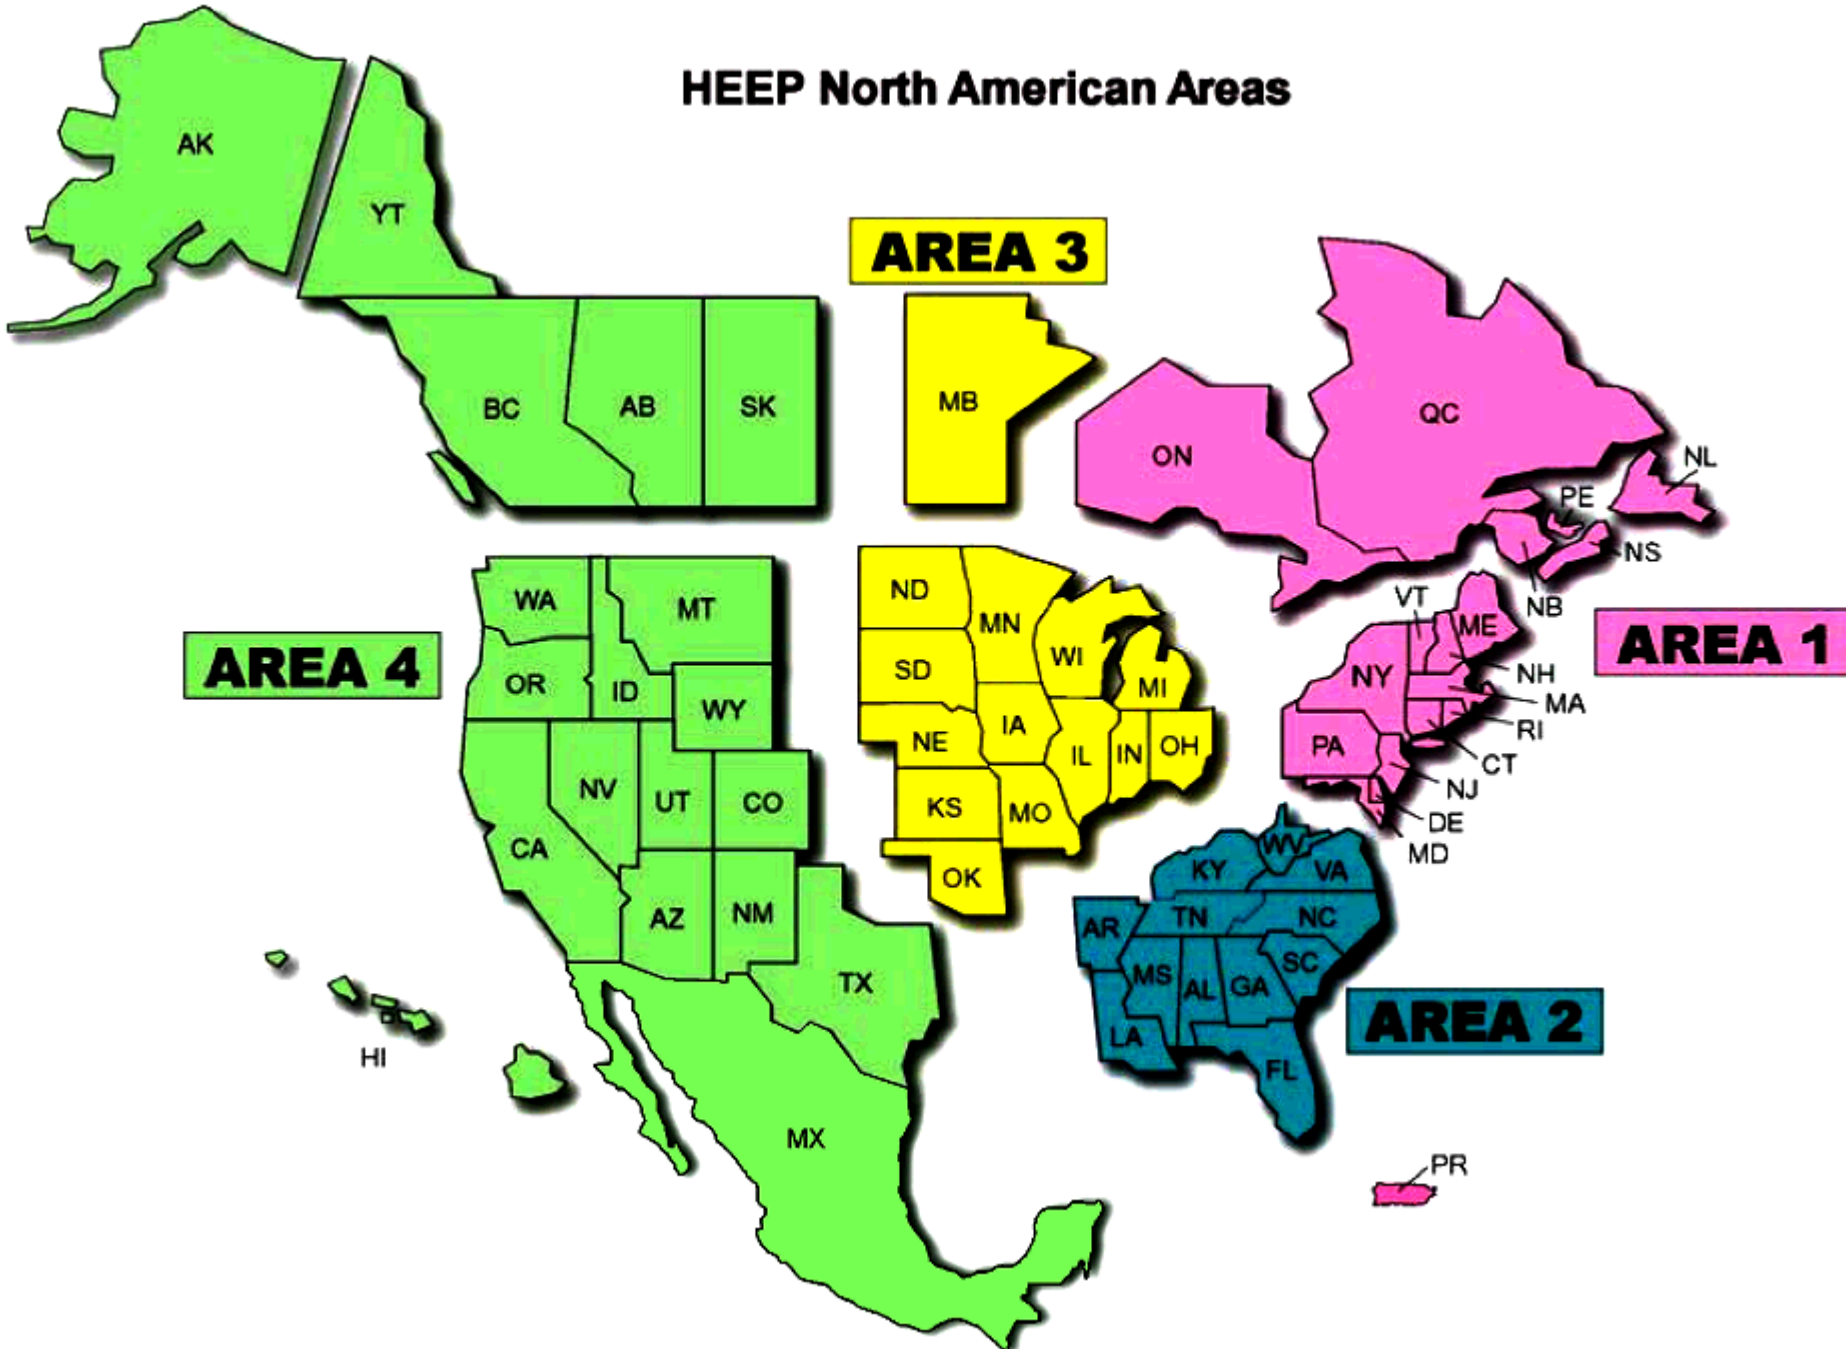 HEEP North American Areas
AK
YT
AREA 3
BC
AB
SK
MB
ON
QC
NL
PE
NS
NB
AREA 4
WA
MT
OR
ID
WY
NV
UT
CO
CA
AZ
NM
TX
HI
MX
ND
MN
SD
WI
MI
NE
IA
IL
IN
OH
KS
MO
OK
AREA 1
VT
ME
NY
NH
MA
RI
PA
CT
NJ
DE
MD
KY
WV
VA
AR
TN
NC
MS
AL
GA
SC
LA
FL
AREA 2
PR